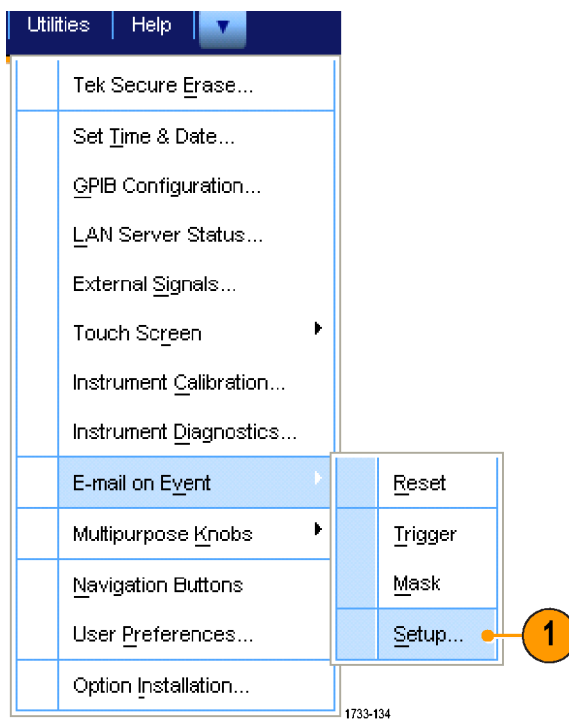 Utilities Help
Tek Secure Erase...
Set Time & Date...
GPIB Configuration...
LAN Server Status...
External Signals...
Touch Screen
Instrument Calibration...
Instrument Diagnostics...
E-mail on Event
Reset
Multipurpose Knobs
Trigger
Navigation Buttons
Mask
User Preferences...
Setup...
1
Option Installation...
1733-134